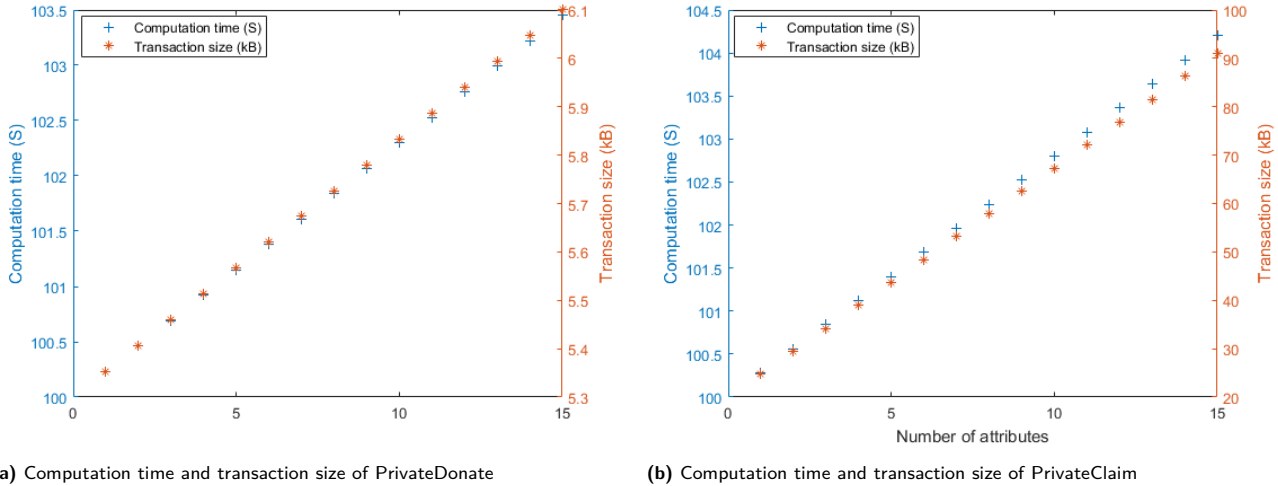 103.5
103
102.5
102
101.5
101
100.5
100
Computation time (S)
Computation time (S)
Transaction size (kB)
6.1
6
5.9
5.8
5.7
5.6
5.5
5.4
5.3
Transaction size (kB)
0 5 10 15
a) Computation time and transaction size of PrivateDonate
104.5
104
103.5
103
102.5
102
101.5
101
100.5
100
Computation time (S)
Computation time (S)
Transaction size (kB)
100
90
80
70
60
50
40
30
20
Transaction size (kB)
0 5 10 15
Number of attributes
(b) Computation time and transaction size of PrivateClaim